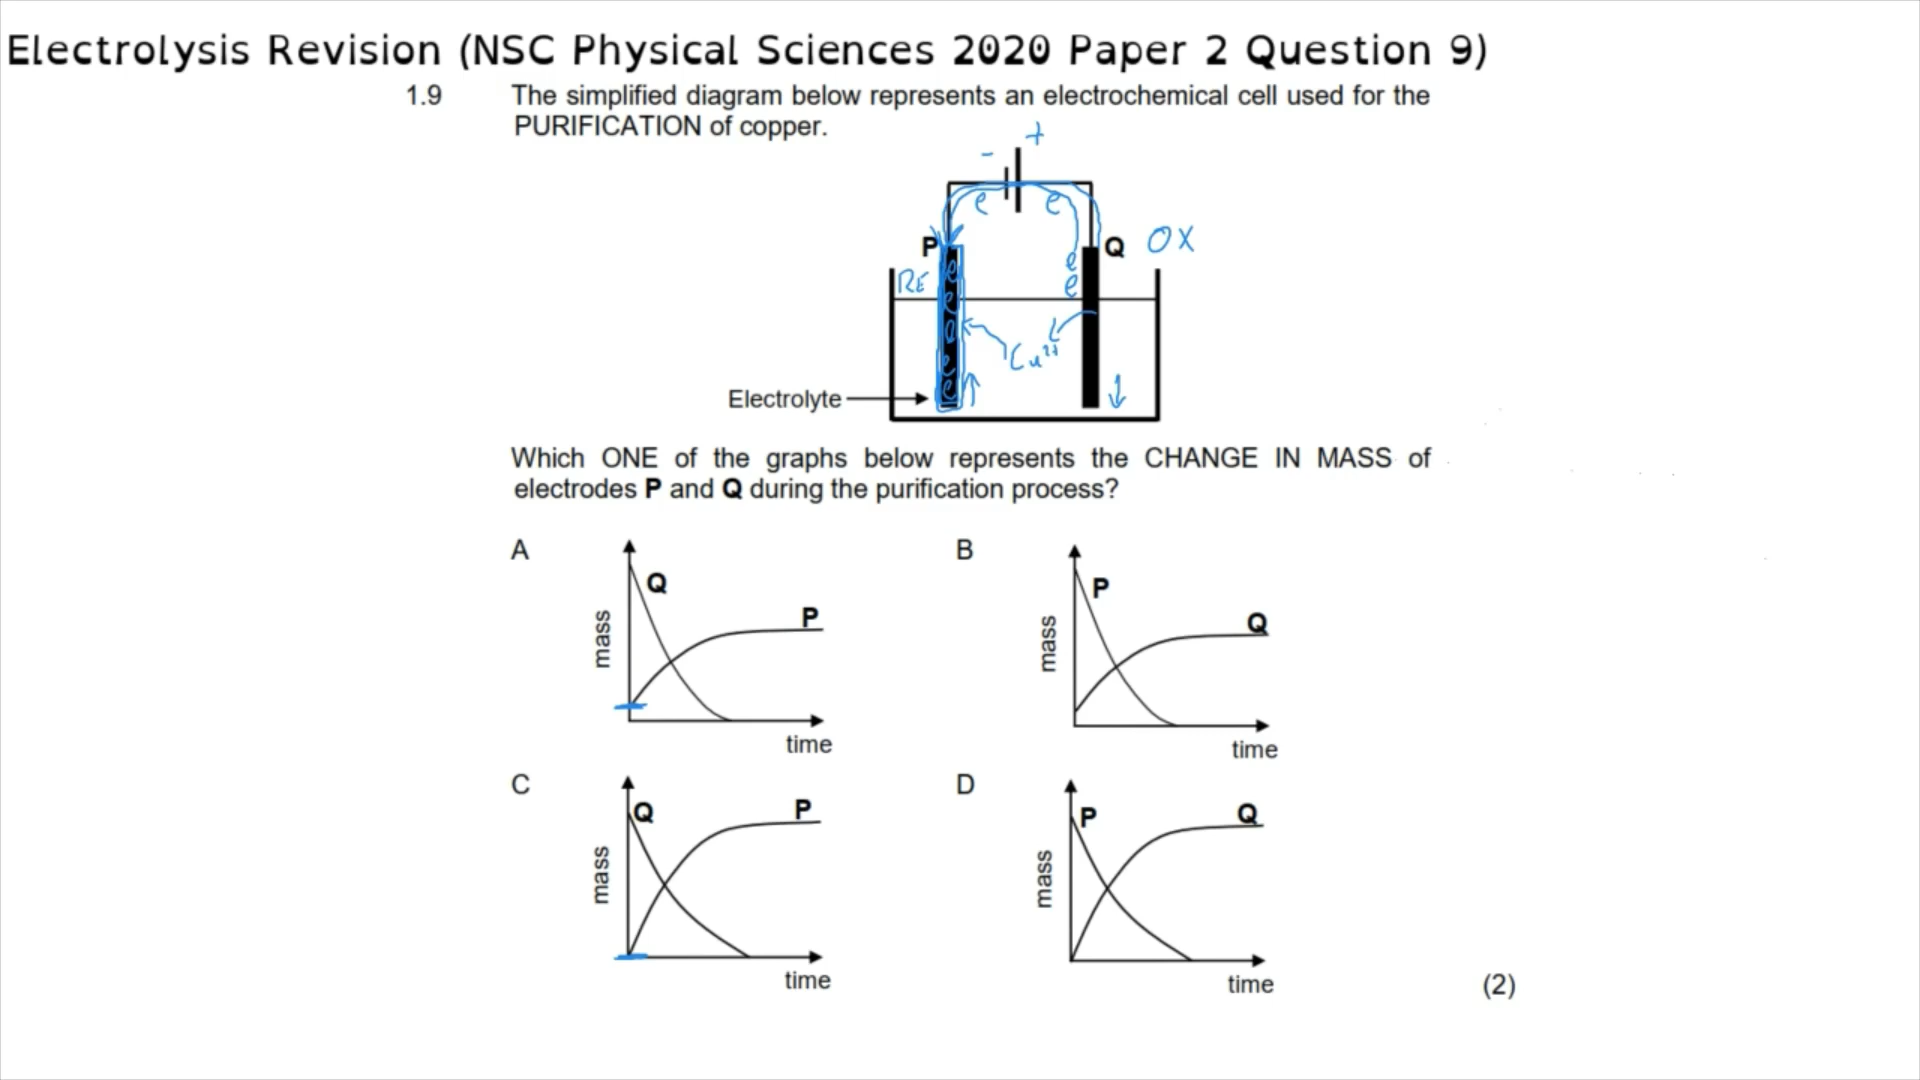 Electrolysis Revision (NSC Physical Sciences 2020 Paper 2 Question 9)
1.9 The simplified diagram below represents an electrochemical cell used for the
PURIFICATION of copper.
- +
e e
P Q OX
RE
e
e
e
e
e
e
e
Cu²⁺
Electrolyte
Which ONE of the graphs below represents the CHANGE IN MASS of
electrodes P and Q during the purification process?
A B
Q
P
mass
time
P
Q
mass
time
C D
Q P
mass
time
P Q
mass
time
(2)